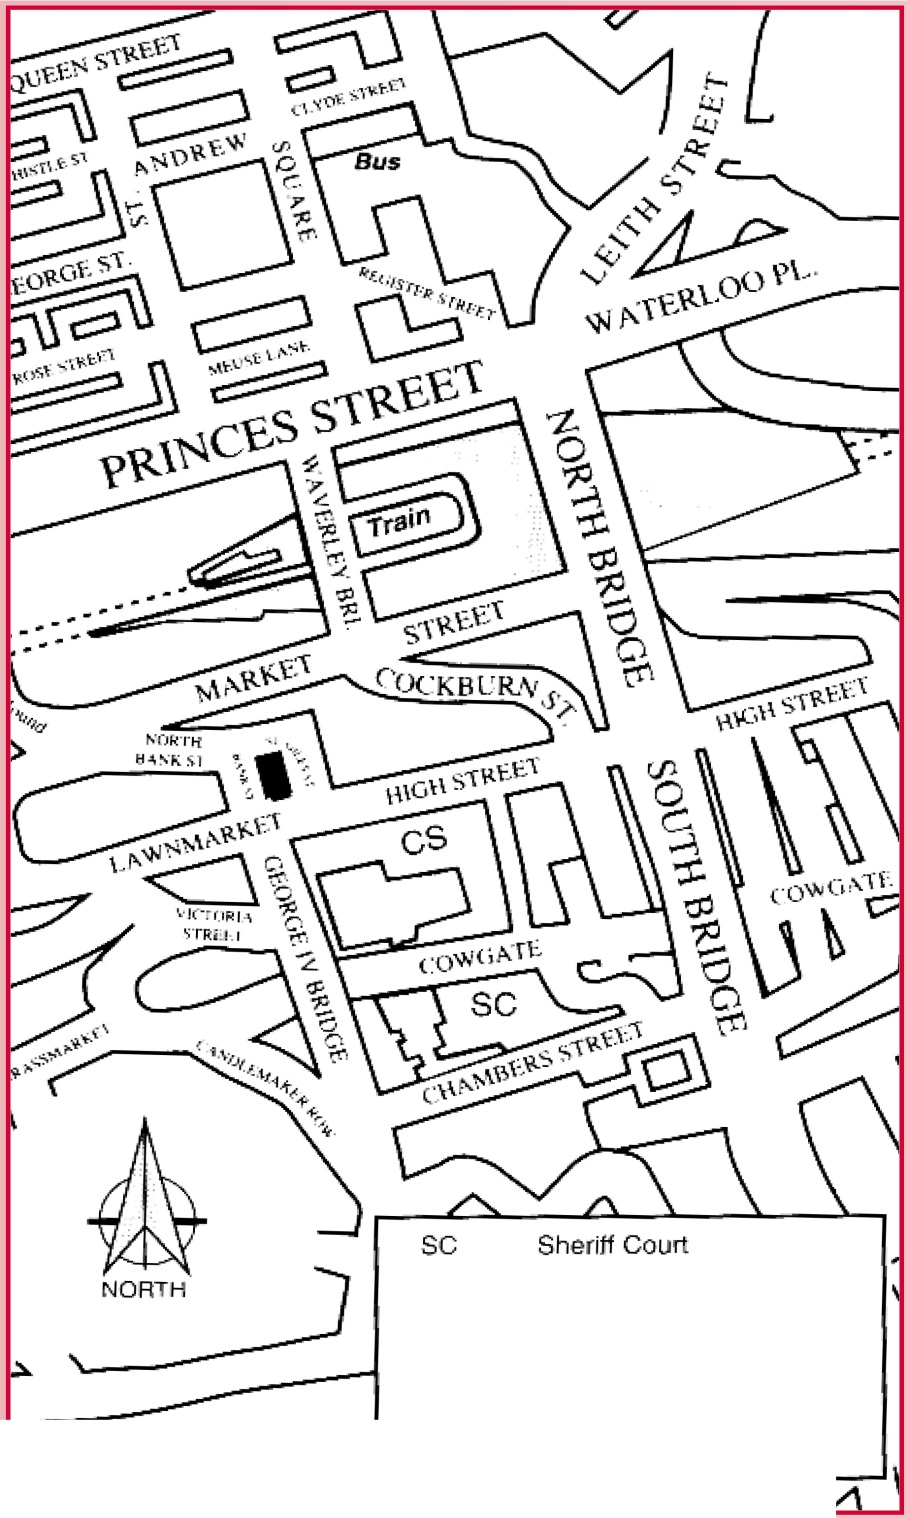 QUEEN STREET
CLYDE STREET
HISTLE ST
ST. ANDREW SQUARE
Bus
LEITH STREET
EORGE ST.
REGISTER STREET
WATERLOO PL.
ROSE STREET
MEUSE LANE
PRINCES STREET
WAVERLEY BRI.
Train
NORTH BRIDGE
MARKET STREET
COCKBURN ST.
HIGH STREET
ound
NORTH
BANK ST
BANK ST
HIGH STREET
LAWNMARKET
CS
SOUTH BRIDGE
COWGATE
VICTORIA
STREET
GEORGE IV BRIDGE
COWGATE
SC
RASSMARKET
CANDLEMAKER ROW
CHAMBERS STREET
NORTH
SC Sheriff Court